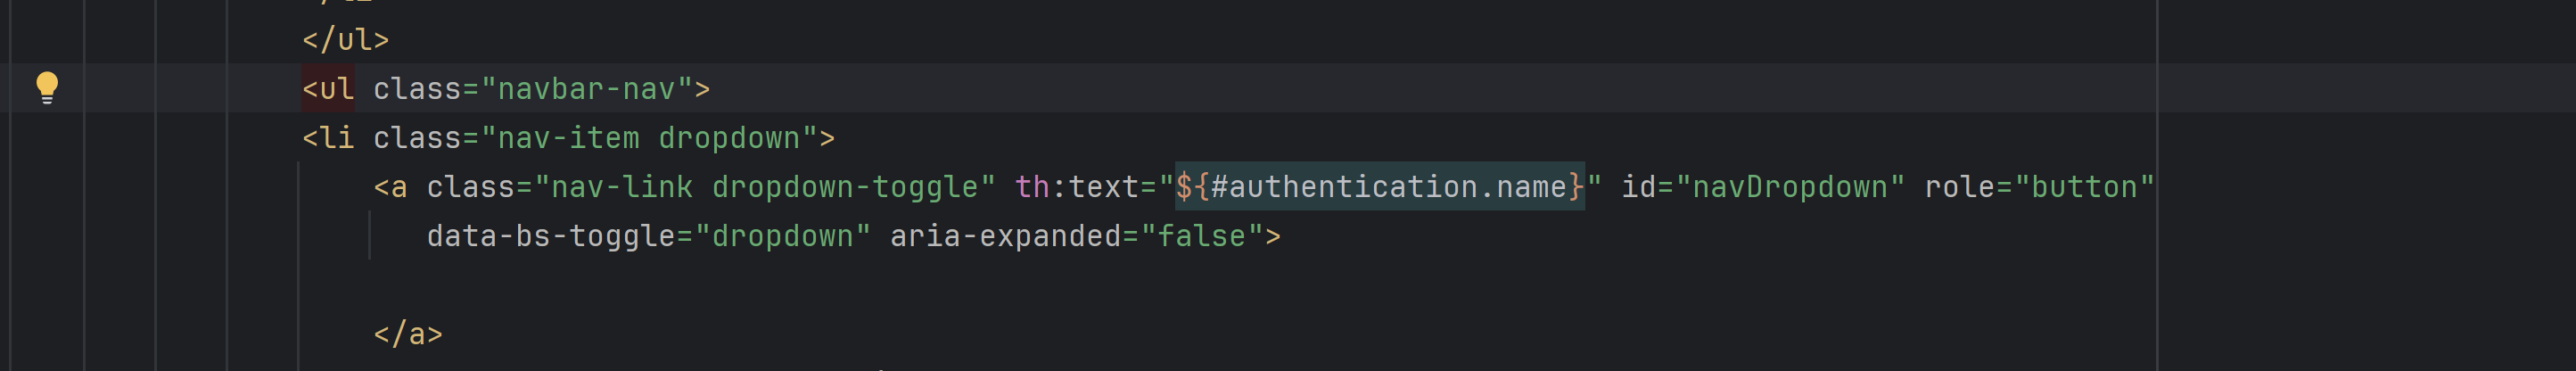 </ul>
<ul class="navbar-nav">
<li class="nav-item dropdown">
<a class="nav-link dropdown-toggle" th:text="${#authentication.name}" id="navDropdown" role="button"
data-bs-toggle="dropdown" aria-expanded="false">
</a>